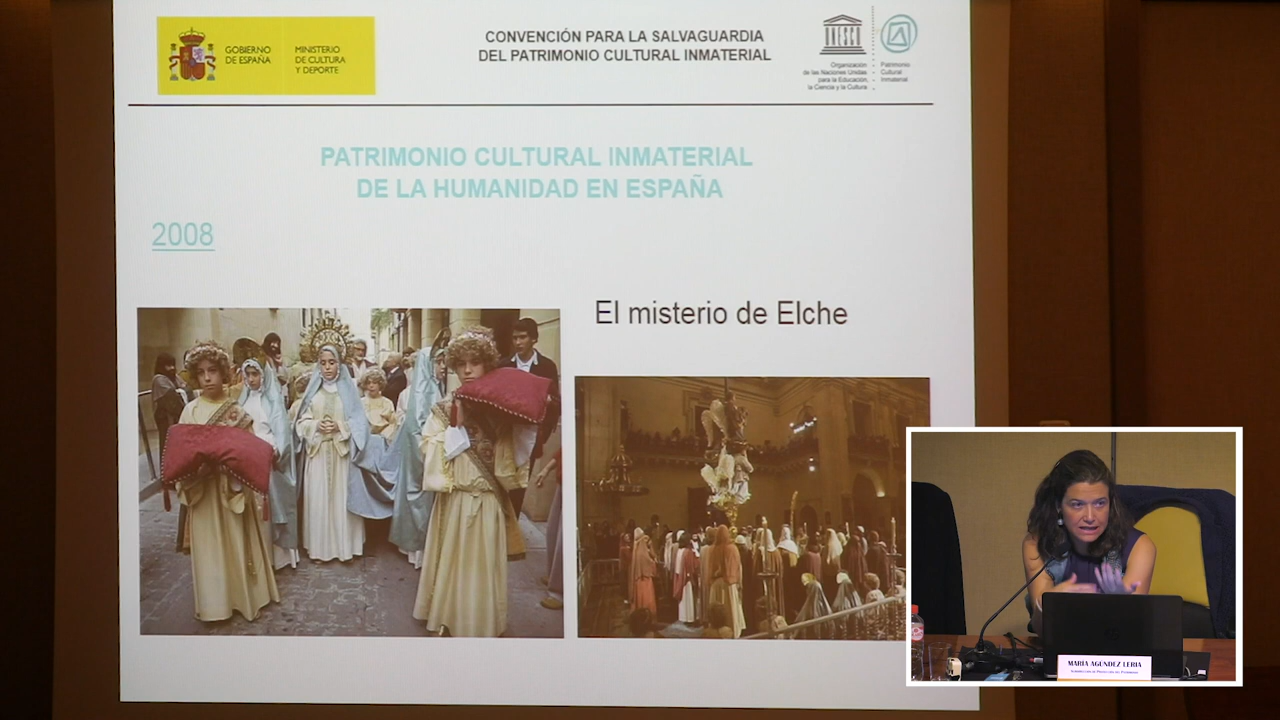 GOBIERNO
DE ESPAÑA
MINISTERIO
DE CULTURA
Y DEPORTE
CONVENCIÓN PARA LA SALVAGUARDIA
DEL PATRIMONIO CULTURAL INMATERIAL
UNESCO
Organización
de las Naciones Unidas
para la Educación,
la Ciencia y la Cultura
Patrimonio
Cultural
Inmaterial
PATRIMONIO CULTURAL INMATERIAL
DE LA HUMANIDAD EN ESPAÑA
2008
El misterio de Elche
MARÍA AGÚNDEZ LERIA